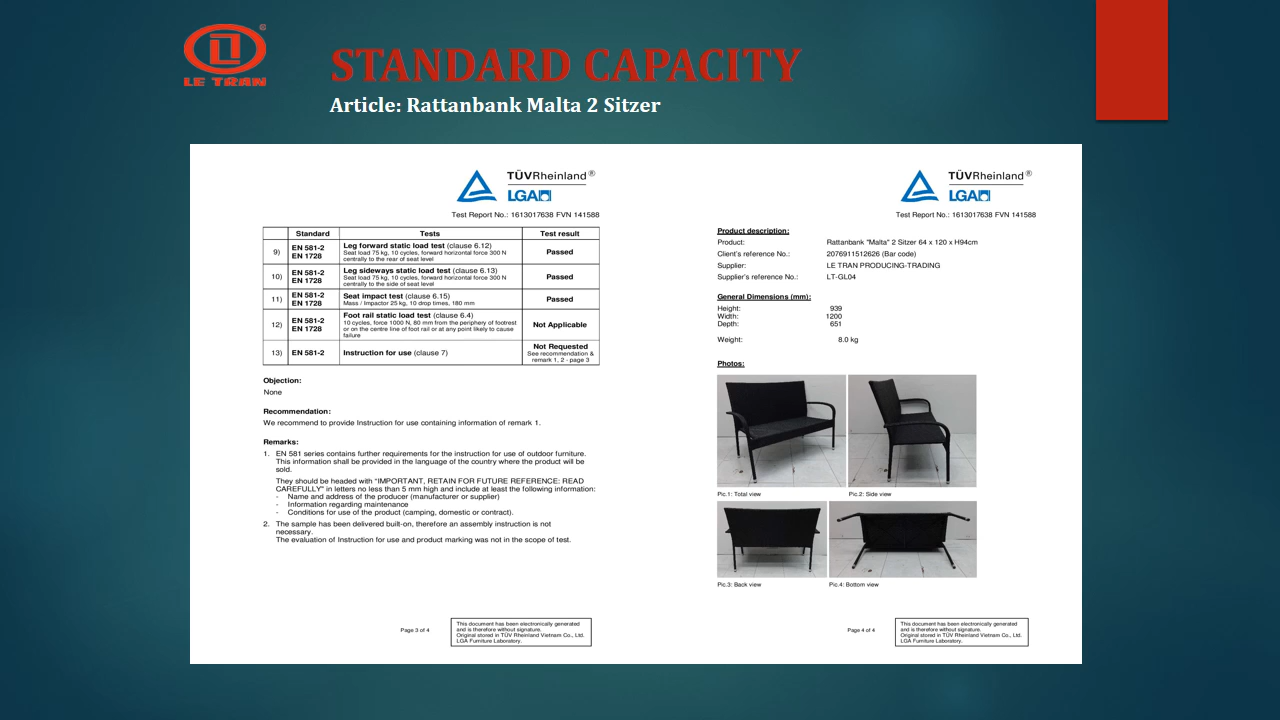 LE TRAN ®
STANDARD CAPACITY
Article: Rattanbank Malta 2 Sitzer
TÜVRheinland®
LGA
Test Report No.: 1613017638 FVN 141588
Standard Tests Test result
9) EN 581-2 EN 1728 Leg forward static load test (clause 6.12) Passed
Seat load 75 kg, 10 cycles, forward horizontal force 300 N
centrally to the rear of seat level
10) EN 581-2 EN 1728 Leg sideways static load test (clause 6.13) Passed
Seat load 75 kg, 10 cycles, forward horizontal force 300 N
centrally to the side of seat level
11) EN 581-2 EN 1728 Seat impact test (clause 6.15) Passed
Mass / Impactor 25 kg, 10 drop times, 180 mm
12) EN 581-2 EN 1728 Foot rail static load test (clause 6.4) Not Applicable
10 cycles, force 1000 N, 80 mm from the periphery of footrest
or on the centre line of foot rail or at any point likely to cause
failure
13) EN 581-2 Instruction for use (clause 7) Not Requested
See recommendation &
remark 1, 2 - page 3
Objection:
None
Recommendation:
We recommend to provide Instruction for use containing information of remark 1.
Remarks:
1. EN 581 series contains further requirements for the instruction for use of outdoor furniture.
This information shall be provided in the language of the country where the product will be
sold.
They should be headed with "IMPORTANT, RETAIN FOR FUTURE REFERENCE: READ
CAREFULLY" in letters no less than 5 mm high and include at least the following information:
- Name and address of the producer (manufacturer or supplier)
- Information regarding maintenance
- Conditions for use of the product (camping, domestic or contract).
2. The sample has been delivered built-on, therefore an assembly instruction is not
necessary.
The evaluation of Instruction for use and product marking was not in the scope of test.
Page 3 of 4
This document has been electronically generated
and is therefore without signature.
Original stored in TÜV Rheinland Vietnam Co., Ltd.
LGA Furniture Laboratory.
TÜVRheinland®
LGA
Test Report No.: 1613017638 FVN 141588
Product description:
Product: Rattanbank "Malta" 2 Sitzer 64 x 120 x H94cm
Client's reference No.: 2076911512626 (Bar code)
Supplier: LE TRAN PRODUCING-TRADING
Supplier's reference No.: LT-GL04
General Dimensions (mm):
Height: 939
Width: 1200
Depth: 651
Weight: 8.0 kg
Photos:
Pic.1: Total view
Pic.2: Side view
Pic.3: Back view
Pic.4: Bottom view
Page 4 of 4
This document has been electronically generated
and is therefore without signature.
Original stored in TÜV Rheinland Vietnam Co., Ltd.
LGA Furniture Laboratory.